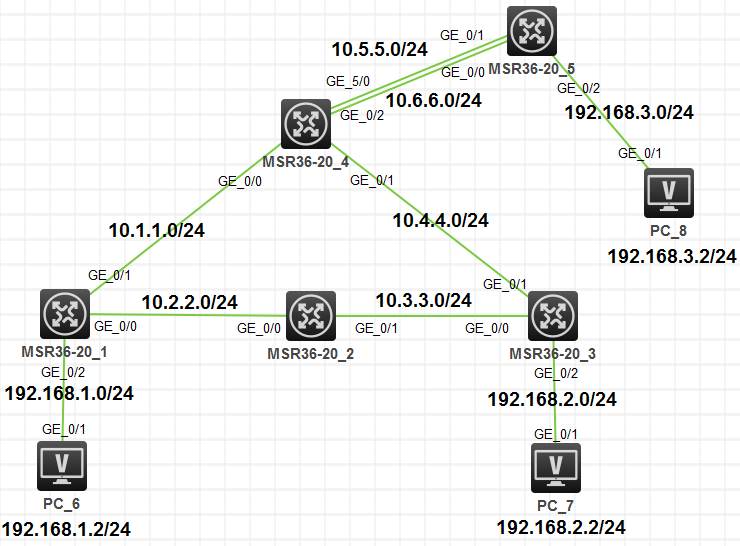 GE_0/1
10.5.5.0/24
MSR36-20_5
GE_0/0
GE_5/0
GE_0/2
10.6.6.0/24
192.168.3.0/24
GE_0/2
MSR36-20_4
GE_0/1
GE_0/0
GE_0/1
10.1.1.0/24
10.4.4.0/24
PC_8
192.168.3.2/24
GE_0/1
GE_0/1
10.2.2.0/24
10.3.3.0/24
GE_0/0
GE_0/0
GE_0/1
GE_0/0
MSR36-20_1
MSR36-20_2
MSR36-20_3
GE_0/2
GE_0/2
192.168.1.0/24
192.168.2.0/24
GE_0/1
GE_0/1
V
V
V
PC_6
PC_7
192.168.1.2/24
192.168.2.2/24